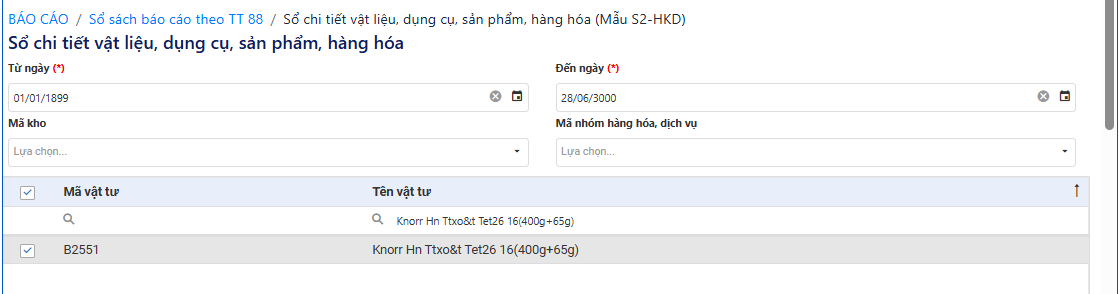 BÁO CÁO / Sổ sách báo cáo theo TT 88 / Sổ chi tiết vật liệu, dụng cụ, sản phẩm, hàng hóa (Mẫu S2-HKD)
Sổ chi tiết vật liệu, dụng cụ, sản phẩm, hàng hóa
Từ ngày (*) Đến ngày (*)
01/01/1899 28/06/3000
Mã kho Mã nhóm hàng hóa, dịch vụ
Lựa chọn... Lựa chọn...
Mã vật tư Tên vật tư
Knorr Hn Ttxo&t Tet26 16(400g+65g)
B2551 Knorr Hn Ttxo&t Tet26 16(400g+65g)